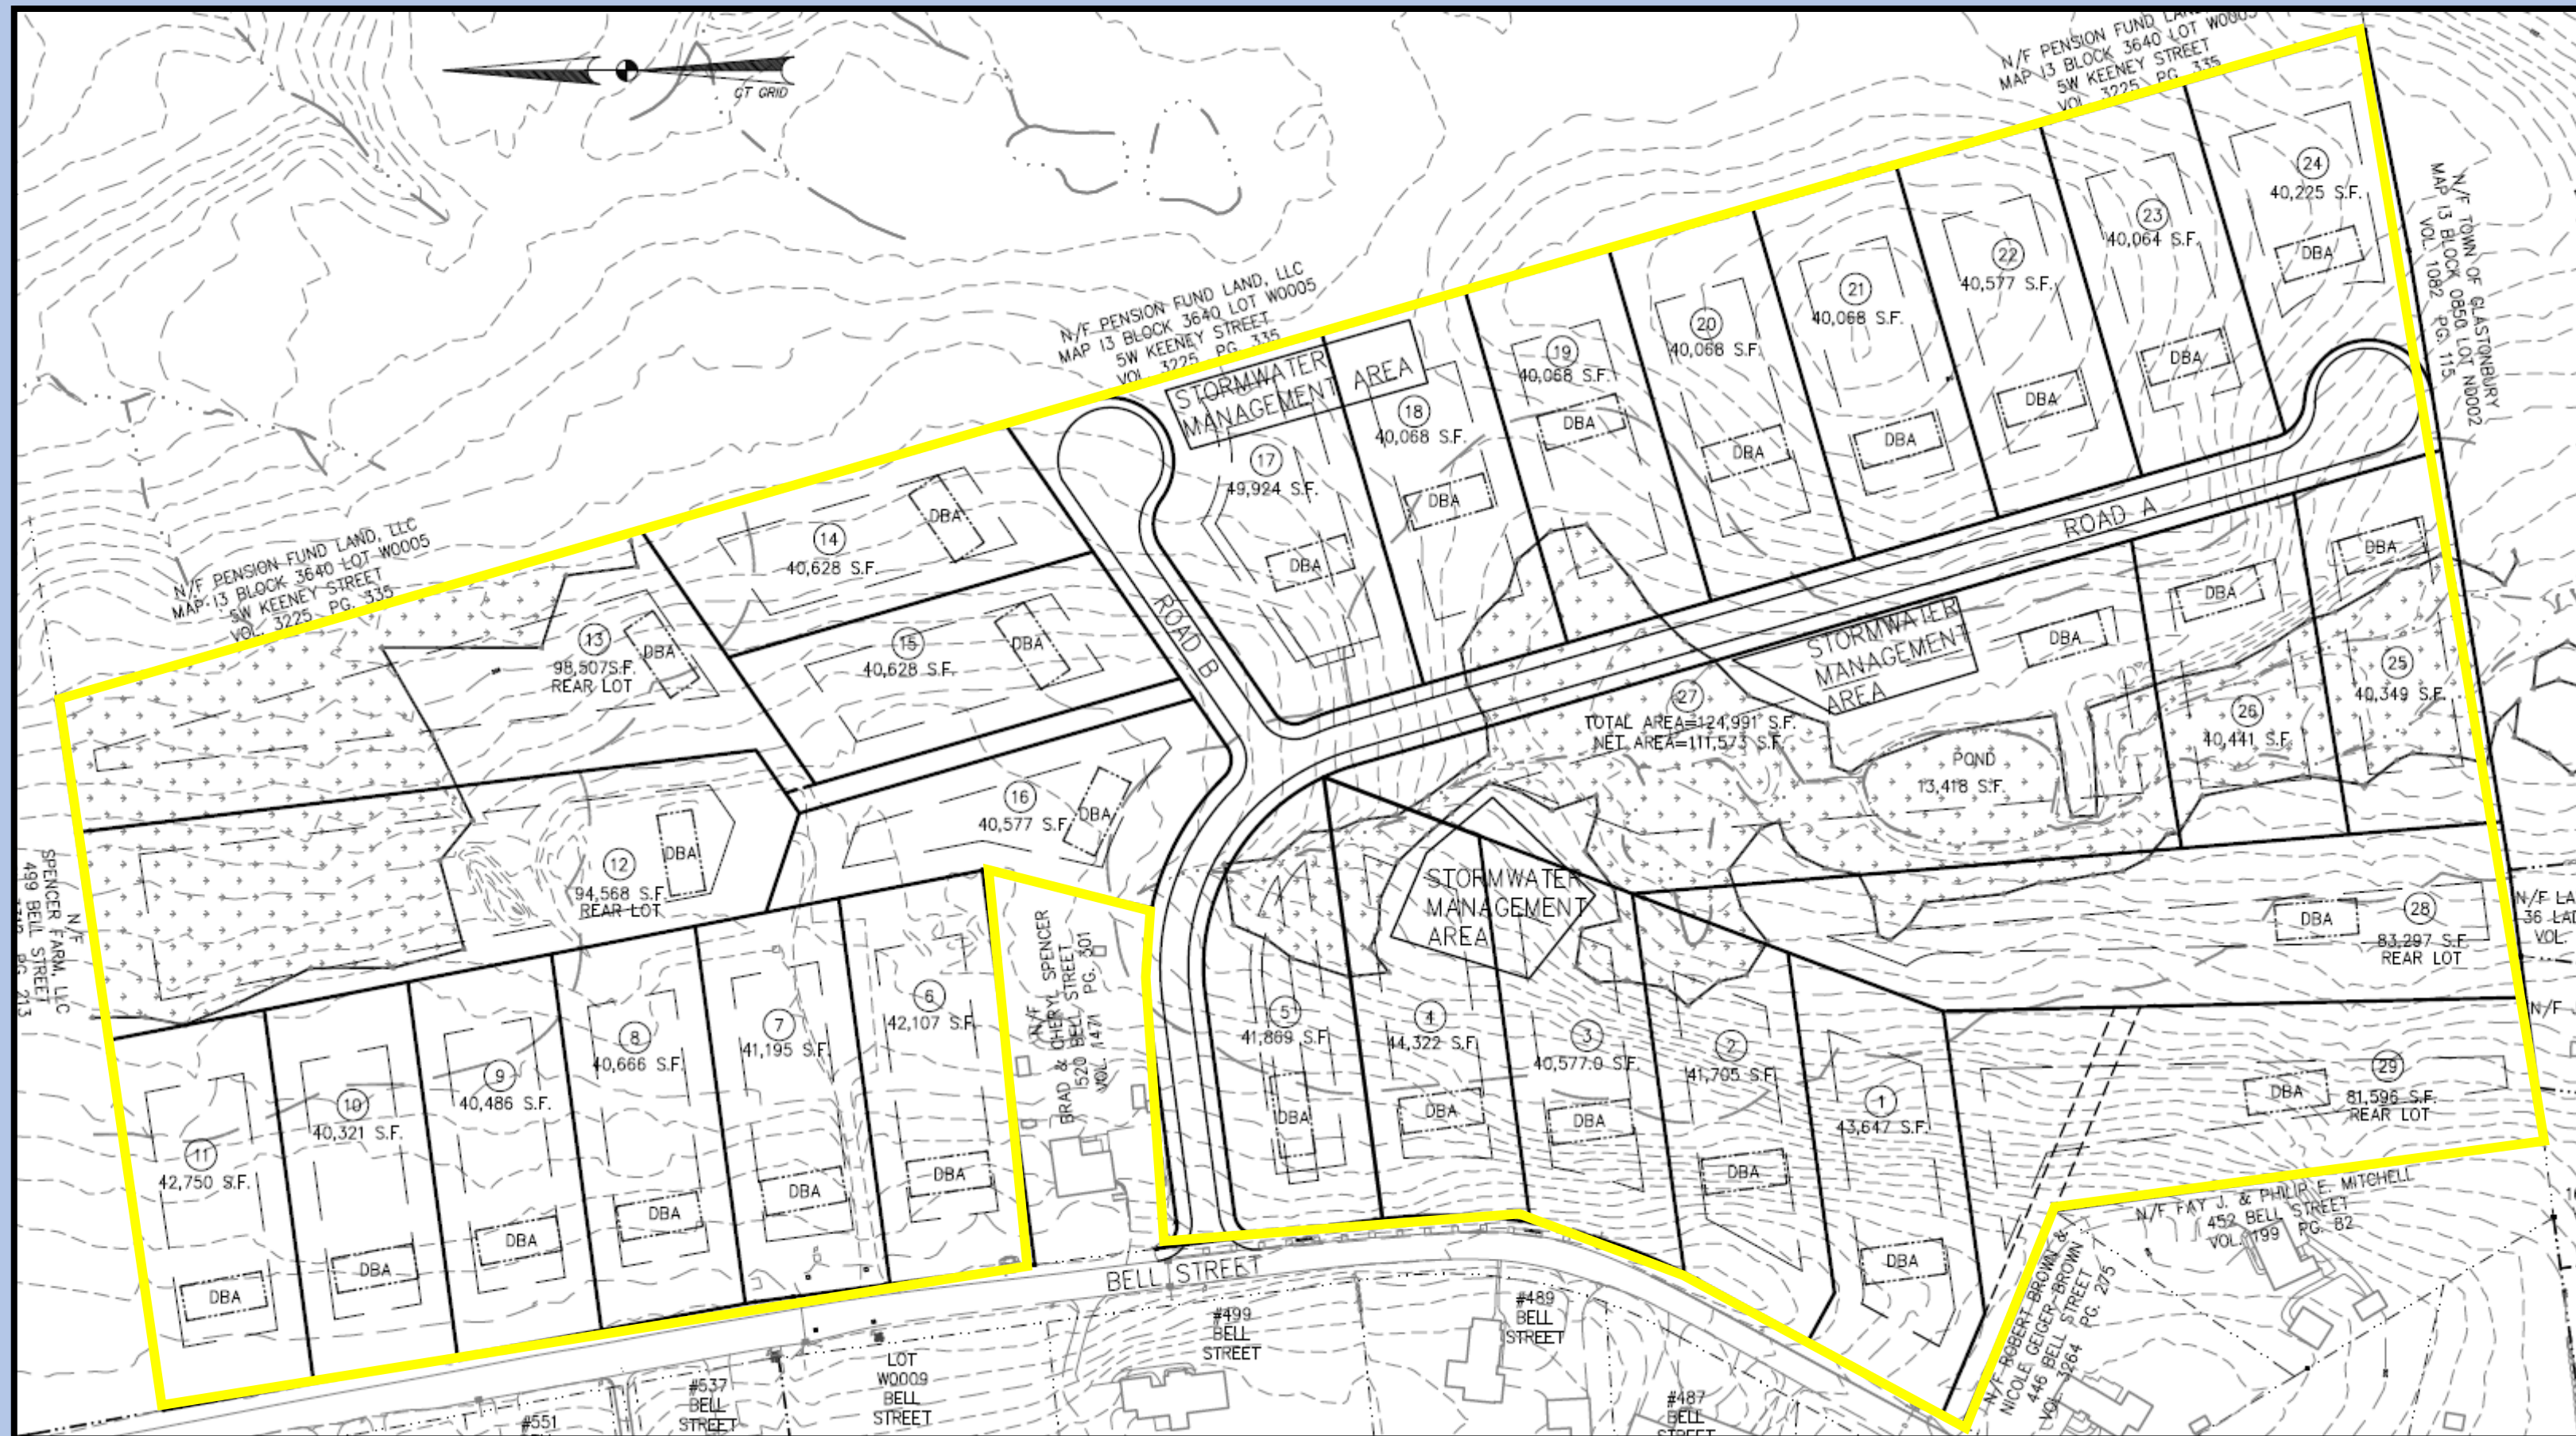 N/F PENSION FUND LAND,
MAP 13 BLOCK 3640 LOT W0005
5W KEENEY STREET
VOL. 3225 PG. 335
CT GRID
24
40,225 S.F.
DBA
N/F TOWN OF GLASTONBURY
MAP 13 BLOCK 0850 LOT N0002
VOL. 1082 PG. 115
23
40,064 S.F.
DBA
22
40,577 S.F.
DBA
21
40,068 S.F.
DBA
20
40,068 S.F.
DBA
19
40,068 S.F.
DBA
N/F PENSION FUND LAND, LLC
MAP 13 BLOCK 3640 LOT W0005
5W KEENEY STREET
VOL. 3225 PG. 335
STORMWATER
MANAGEMENT AREA
18
40,068 S.F.
DBA
17
49,924 S.F.
DBA
ROAD A
ROAD B
14
40,628 S.F.
DBA
15
40,628 S.F.
DBA
N/F PENSION FUND LAND, LLC
MAP 13 BLOCK 3640 LOT W0005
5W KEENEY STREET
VOL. 3225 PG. 335
13
98,507S.F.
REAR LOT
DBA
STORMWATER
MANAGEMENT
AREA
DBA
DBA
DBA
25
40,349 S.F.
26
40,441 S.F.
27
TOTAL AREA=124,991 S.F.
NET AREA=111,573 S.F.
POND
13,418 S.F.
16
40,577 S.F.
DBA
12
94,568 S.F.
REAR LOT
DBA
N/F
SPENCER FARM, LLC
499 BELL STREET
PG. 213
STORMWATER
MANAGEMENT
AREA
28
83,297 S.F.
REAR LOT
DBA
N/F LA
36 LA
VOL.
N/F
N/F
BRAD & CHERYL SPENCER
520 BELL STREET
VOL. 1471 PG. 301
6
42,107 S.F.
DBA
7
41,195 S.F.
DBA
8
40,666 S.F.
DBA
9
40,486 S.F.
DBA
10
40,321 S.F.
DBA
11
42,750 S.F.
DBA
5
41,869 S.F.
DBA
4
44,322 S.F.
DBA
3
40,577.0 S.F.
DBA
2
41,705 S.F.
DBA
1
43,647 S.F.
DBA
29
81,596 S.F.
REAR LOT
DBA
N/F FAY J. & PHILIP E. MITCHELL
452 BELL STREET
VOL. 199 PG. 82
N/F ROBERT BROWN &
NICOLE GEIGER-BROWN
446 BELL STREET
VOL. 3264 PG. 275
BELL STREET
#499
BELL
STREET
#489
BELL
STREET
#487
BELL
STREET
LOT
W0009
BELL
STREET
#537
BELL
STREET
#551